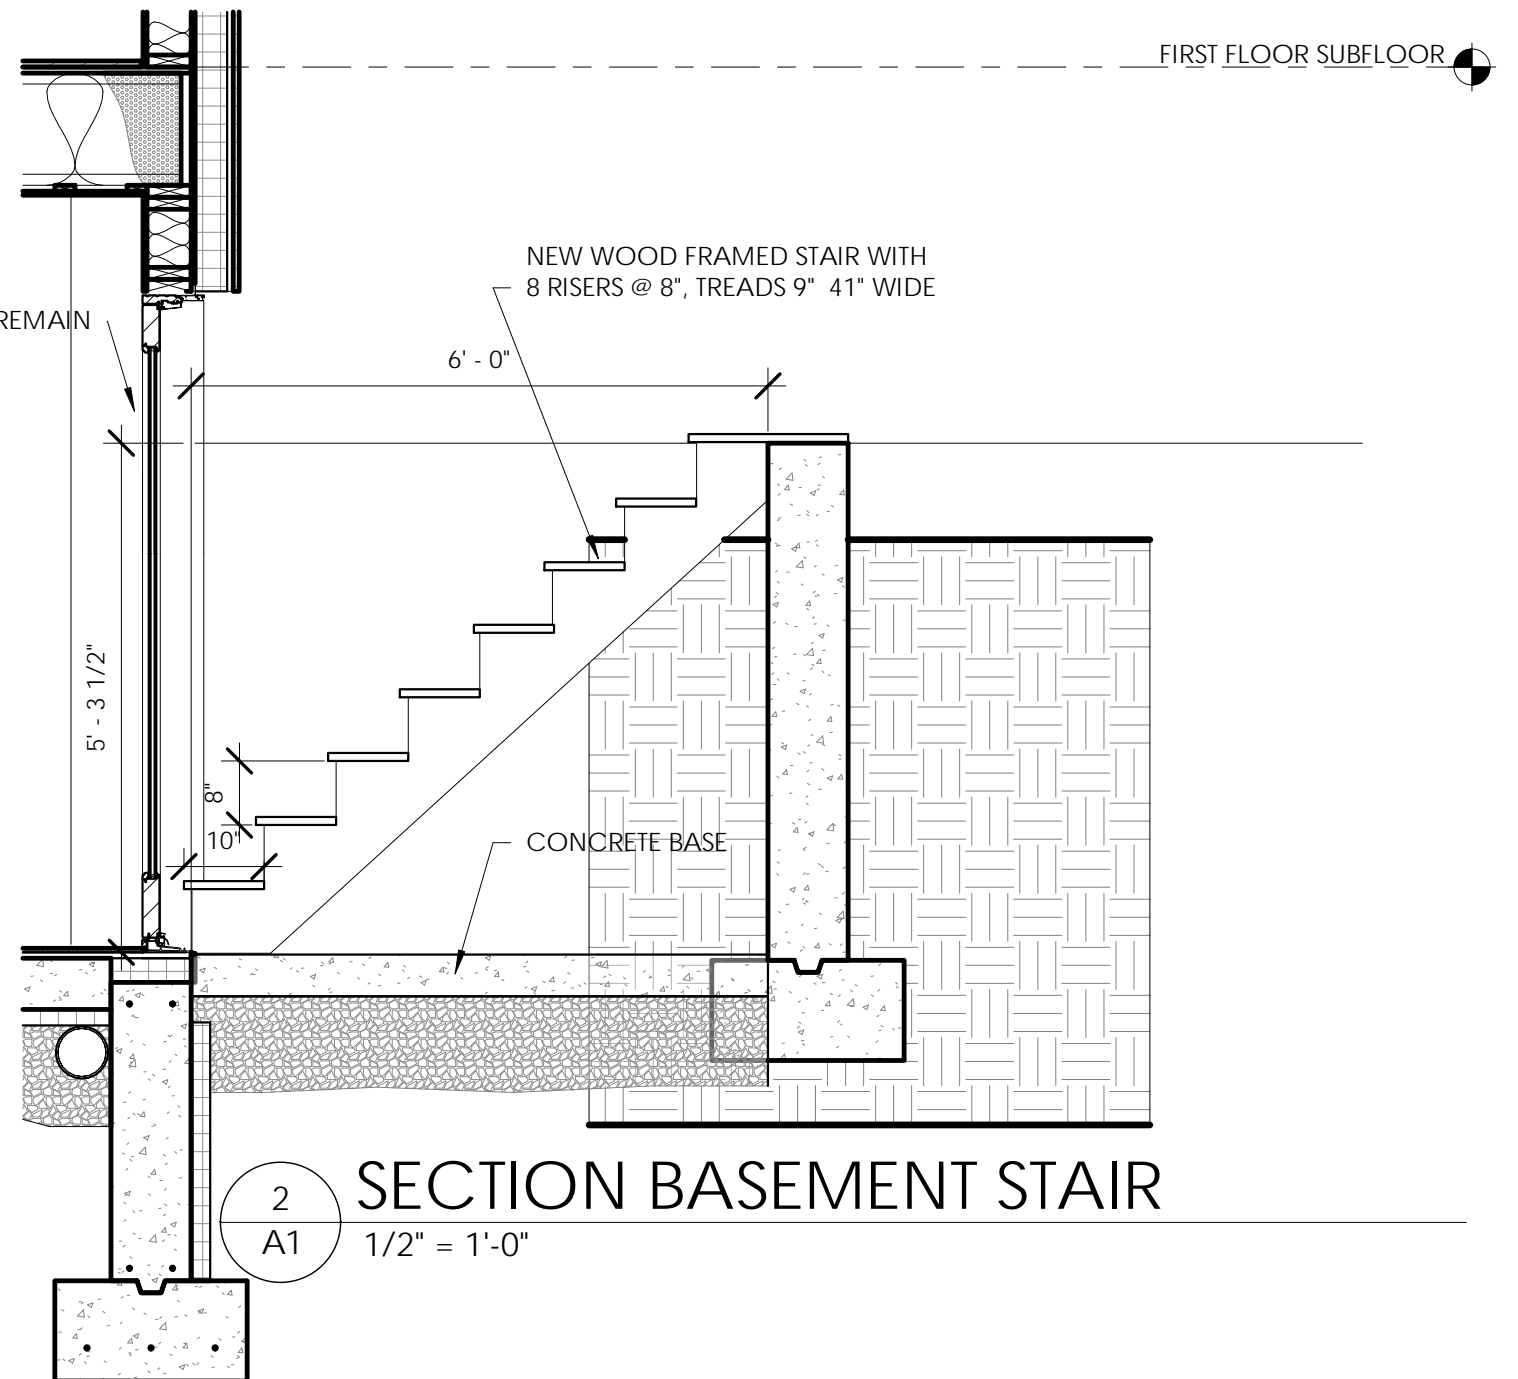 FIRST FLOOR SUBFLOOR
NEW WOOD FRAMED STAIR WITH
8 RISERS @ 8", TREADS 9" 41" WIDE
REMAIN
6' - 0"
5' - 3 1/2"
8"
10"
CONCRETE BASE
2
A1
SECTION BASEMENT STAIR
1/2" = 1'-0"